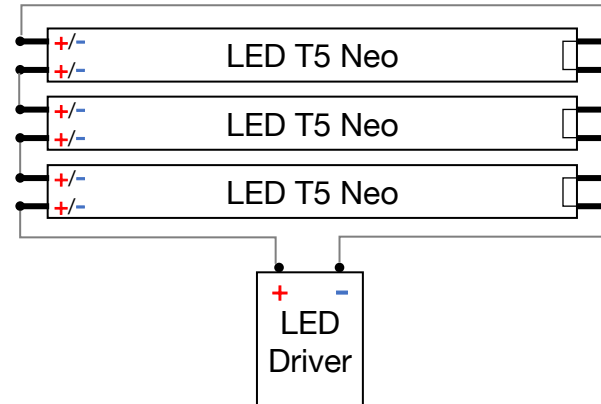 +/-
+/-
LED T5 Neo
+/-
+/-
LED T5 Neo
+/-
+/-
LED T5 Neo
+ -
LED
Driver